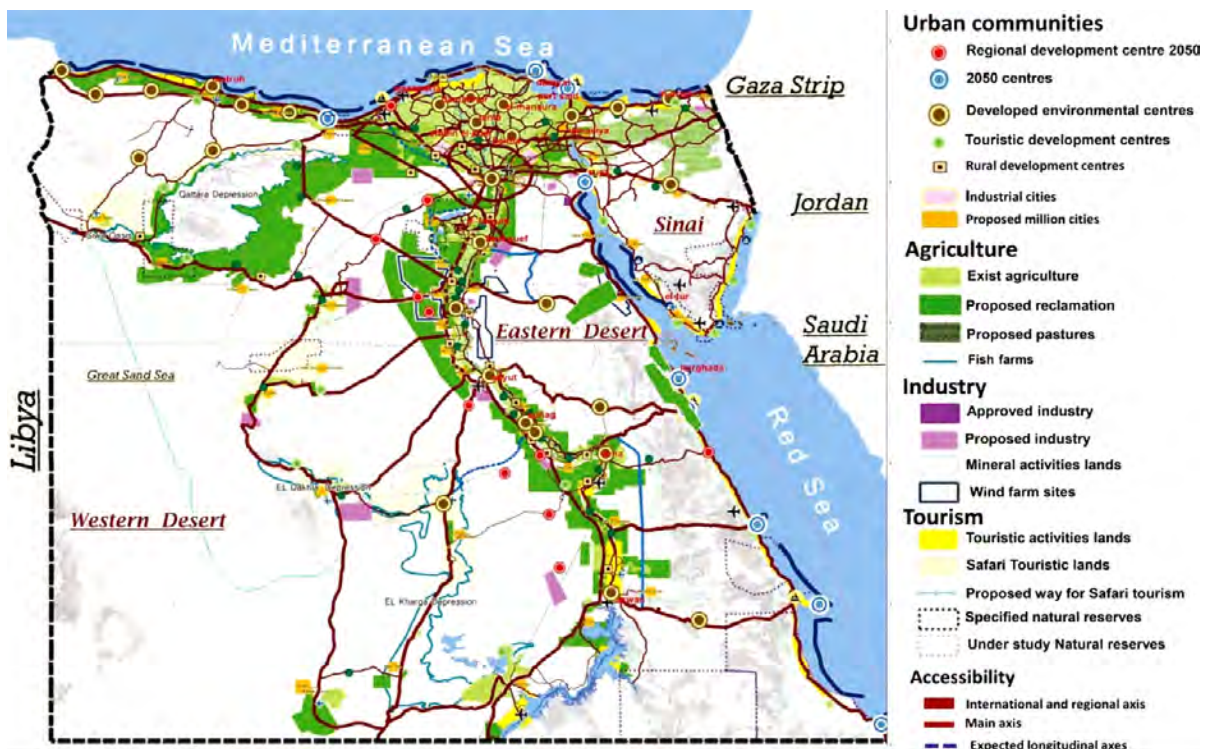 Mediterranean Sea
Gaza Strip
Jordan
Sinai
Qattara Depression
Eastern Desert
Saudi
Arabia
Great Sand Sea
Libya
Red Sea
Western Desert
EL Kharga Depression
Urban communities
Regional development centre 2050
2050 centres
Developed environmental centres
Touristic development centres
Rural development centres
Industrial cities
Proposed million cities
Agriculture
Exist agriculture
Proposed reclamation
Proposed pastures
Fish farms
Industry
Approved industry
Proposed industry
Mineral activities lands
Wind farm sites
Tourism
Touristic activities lands
Safari Touristic lands
Proposed way for Safari tourism
Specified natural reserves
Under study Natural reserves
Accessibility
International and regional axis
Main axis
Expected longitudinal axes